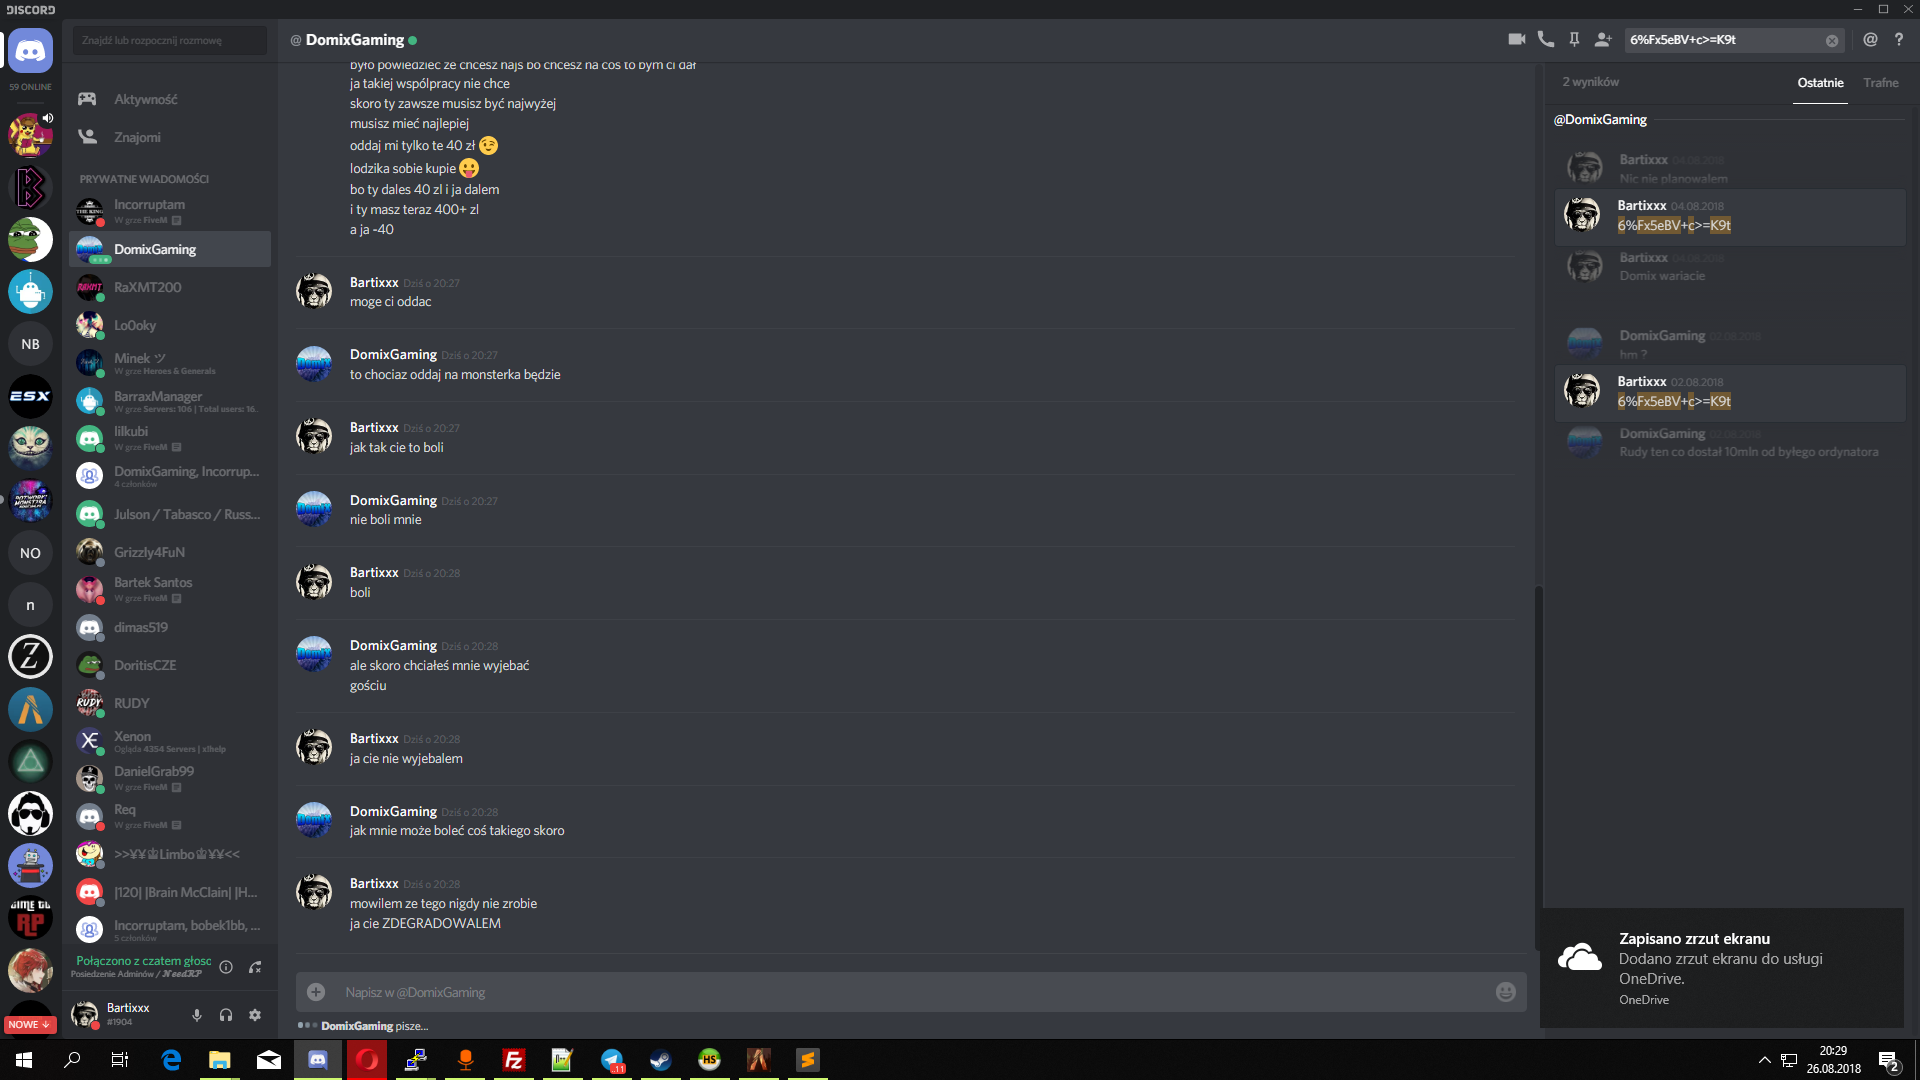 DISCORD
59 ONLINE
NB
ESX
NO
n
TIME TO
RP
NOWE
Znajdź lub rozpocznij rozmowę
Aktywność
Znajomi
PRYWATNE WIADOMOŚCI
Incorruptam
W grze FiveM
DomixGaming
RaXMT200
Lo0oky
Minek ツ
W grze Heroes & Generals
BarraxManager
W grze Servers: 106 | Total users: 16..
lilkubi
W grze FiveM
DomixGaming, Incorrup...
4 członków
Julson / Tabasco / Russ...
Grizzly4FuN
Bartek Santos
W grze FiveM
dimas519
DoritisCZE
RUDY
Xenon
Ogląda 4354 Servers | x!help
DanielGrab99
W grze FiveM
Req
W grze FiveM
>>¥¥♔Limbo♔¥¥<<
|120| |Brain McClain| |H...
Incorruptam, bobek1bb, ...
5 członków
Połączono z czatem głosc
Posiedzenie Adminów / NeedRP
Bartixxx
#1904
@ DomixGaming
było powiedzieć że chcesz najs bo chcesz na cos to bym ci dał
ja takiej wspólpracy nie chce
skoro ty zawsze musisz być najwyżej
musisz mieć najlepiej
oddaj mi tylko te 40 zł 😉
lodzika sobie kupie 😛
bo ty dales 40 zl i ja dalem
i ty masz teraz 400+ zl
a ja -40
Bartixxx Dziś o 20:27
moge ci oddac
DomixGaming Dziś o 20:27
to chociaz oddaj na monsterka będzie
Bartixxx Dziś o 20:27
jak tak cie to boli
DomixGaming Dziś o 20:27
nie boli mnie
Bartixxx Dziś o 20:28
boli
DomixGaming Dziś o 20:28
ale skoro chciałeś mnie wyjebać
gościu
Bartixxx Dziś o 20:28
ja cie nie wyjebalem
DomixGaming Dziś o 20:28
jak mnie może boleć coś takiego skoro
Bartixxx Dziś o 20:28
mowilem ze tego nigdy nie zrobie
ja cie ZDEGRADOWALEM
Napisz w @DomixGaming
DomixGaming pisze...
6%Fx5eBV+c>=K9t
2 wyników
Ostatnie
Trafne
@DomixGaming
Bartixxx 04.08.2018
Nic nie planowalem
Bartixxx 04.08.2018
6%Fx5eBV+c>=K9t
Bartixxx 04.08.2018
Domix wariacie
DomixGaming 02.08.2018
hm ?
Bartixxx 02.08.2018
6%Fx5eBV+c>=K9t
DomixGaming 02.08.2018
Rudy ten co dostał 10mln od byłego ordynatora
Zapisano zrzut ekranu
Dodano zrzut ekranu do usługi
OneDrive.
OneDrive
20:29
26.08.2018
2